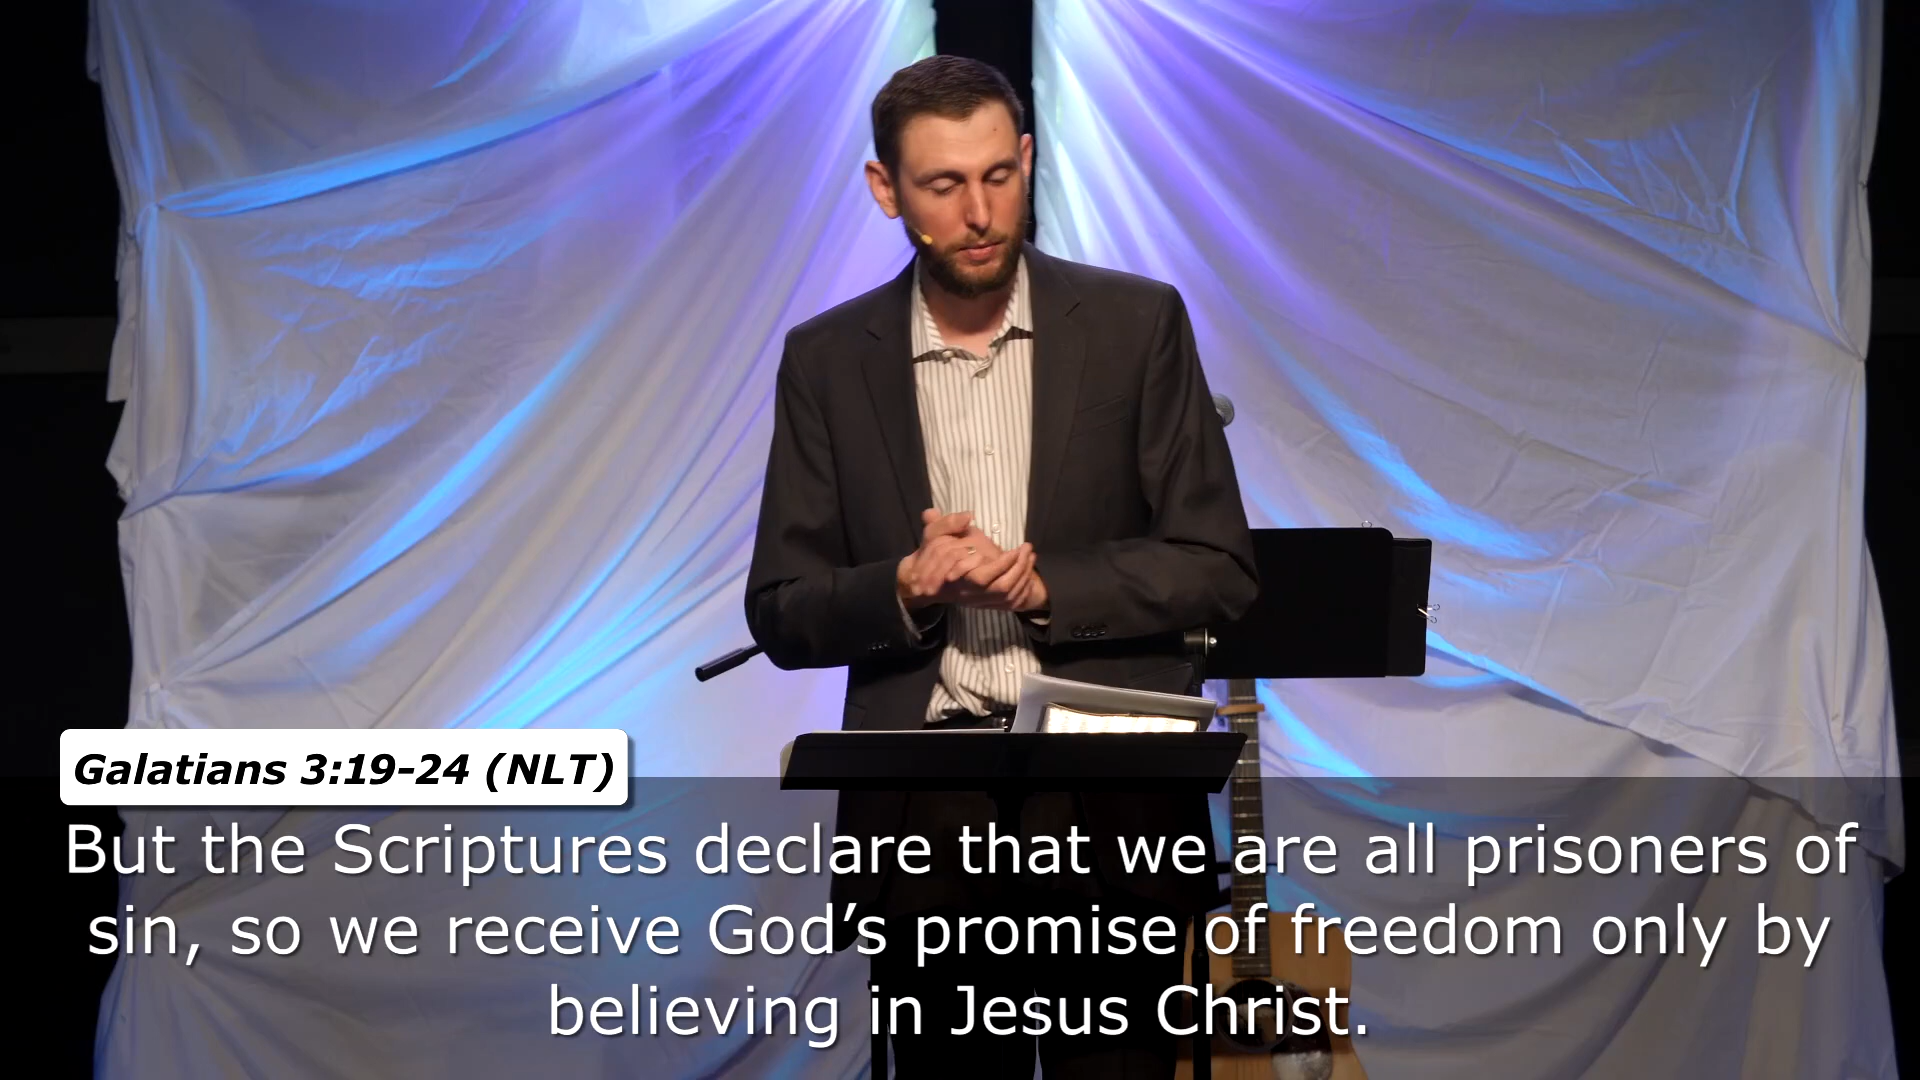 Galatians 3:19-24 (NLT)
But the Scriptures declare that we are all prisoners of
sin, so we receive God’s promise of freedom only by
believing in Jesus Christ.